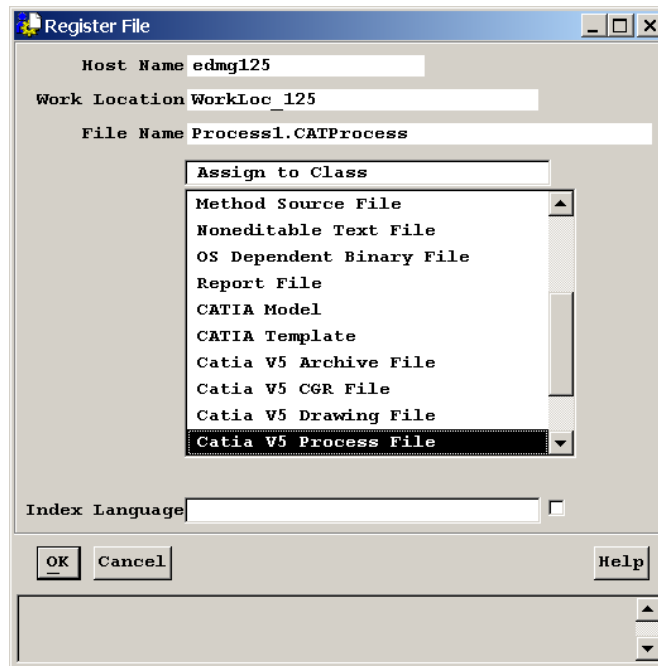 Register File
Host Name edmg125
Work Location WorkLoc_125
File Name Process1.CATProcess
Assign to Class
Method Source File
Noneditable Text File
OS Dependent Binary File
Report File
CATIA Model
CATIA Template
Catia V5 Archive File
Catia V5 CGR File
Catia V5 Drawing File
Catia V5 Process File
Index Language
OK Cancel Help